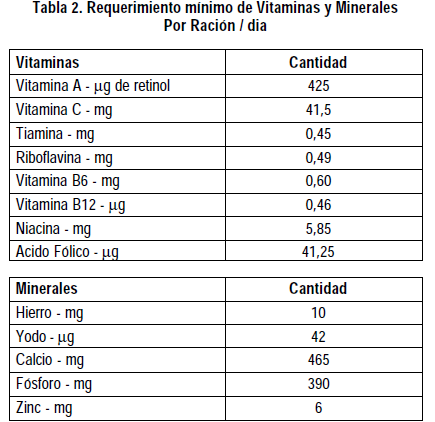 Tabla 2. Requerimiento mínimo de Vitaminas y Minerales
Por Ración / dia
Vitaminas Cantidad
Vitamina A - μg de retinol 425
Vitamina C - mg 41,5
Tiamina - mg 0,45
Riboflavina - mg 0,49
Vitamina B6 - mg 0,60
Vitamina B12 - μg 0,46
Niacina - mg 5,85
Acido Fólico - μg 41,25
Minerales Cantidad
Hierro - mg 10
Yodo - μg 42
Calcio - mg 465
Fósforo - mg 390
Zinc - mg 6